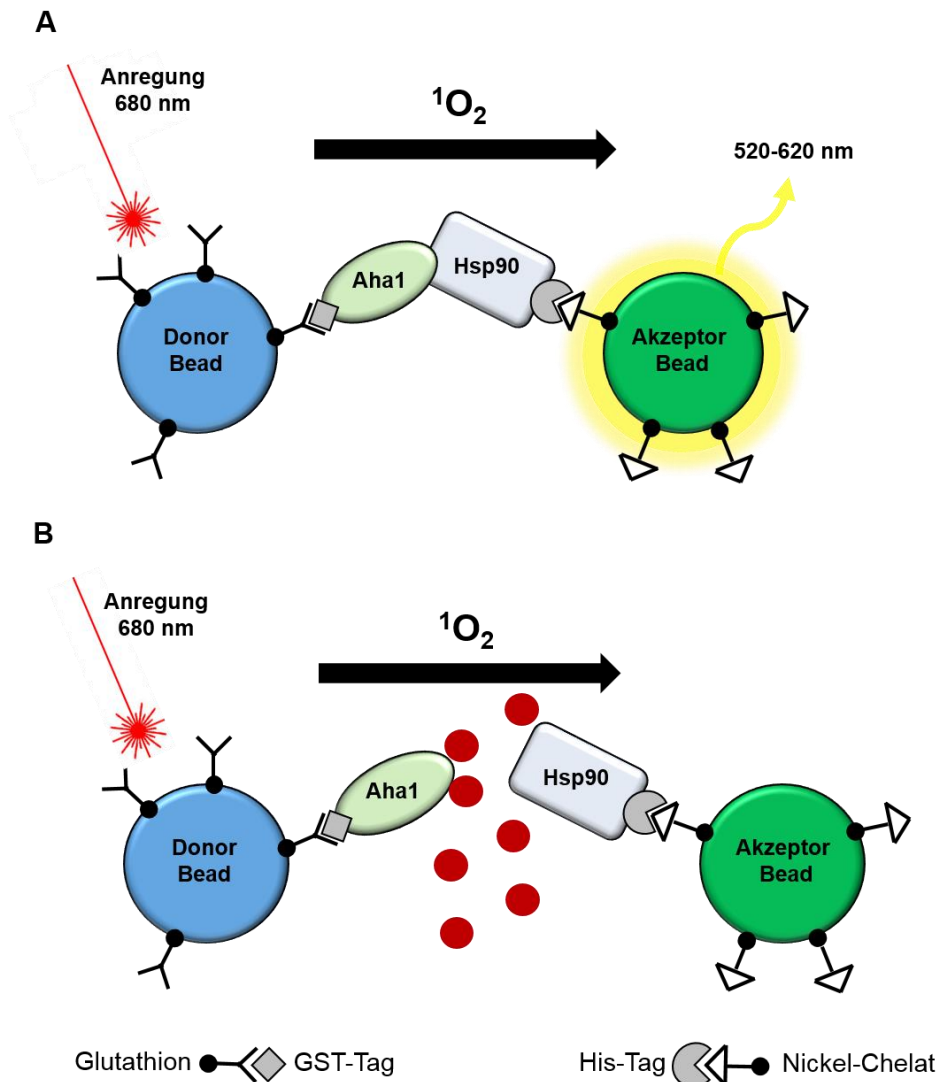 A
Anregung
680 nm
¹O₂
520-620 nm
Aha1
Hsp90
Donor
Bead
Akzeptor
Bead
B
Anregung
680 nm
¹O₂
Aha1
Hsp90
Donor
Bead
Akzeptor
Bead
Glutathion GST-Tag His-Tag Nickel-Chelat